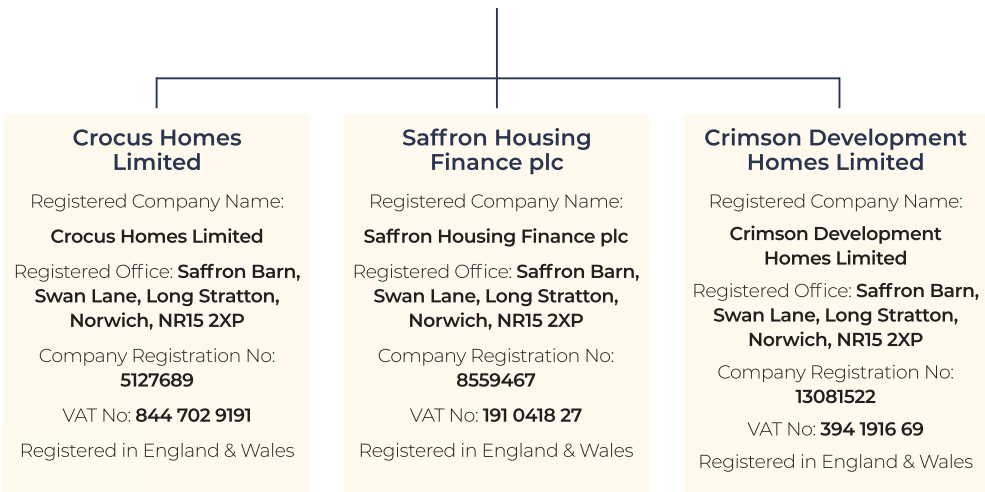 Crocus Homes
Limited
Registered Company Name:
Crocus Homes Limited
Registered Office: Saffron Barn,
Swan Lane, Long Stratton,
Norwich, NR15 2XP
Company Registration No:
5127689
VAT No: 844 702 9191
Registered in England & Wales
Saffron Housing
Finance plc
Registered Company Name:
Saffron Housing Finance plc
Registered Office: Saffron Barn,
Swan Lane, Long Stratton,
Norwich, NR15 2XP
Company Registration No:
8559467
VAT No: 191 0418 27
Registered in England & Wales
Crimson Development
Homes Limited
Registered Company Name:
Crimson Development
Homes Limited
Registered Office: Saffron Barn,
Swan Lane, Long Stratton,
Norwich, NR15 2XP
Company Registration No:
13081522
VAT No: 394 1916 69
Registered in England & Wales